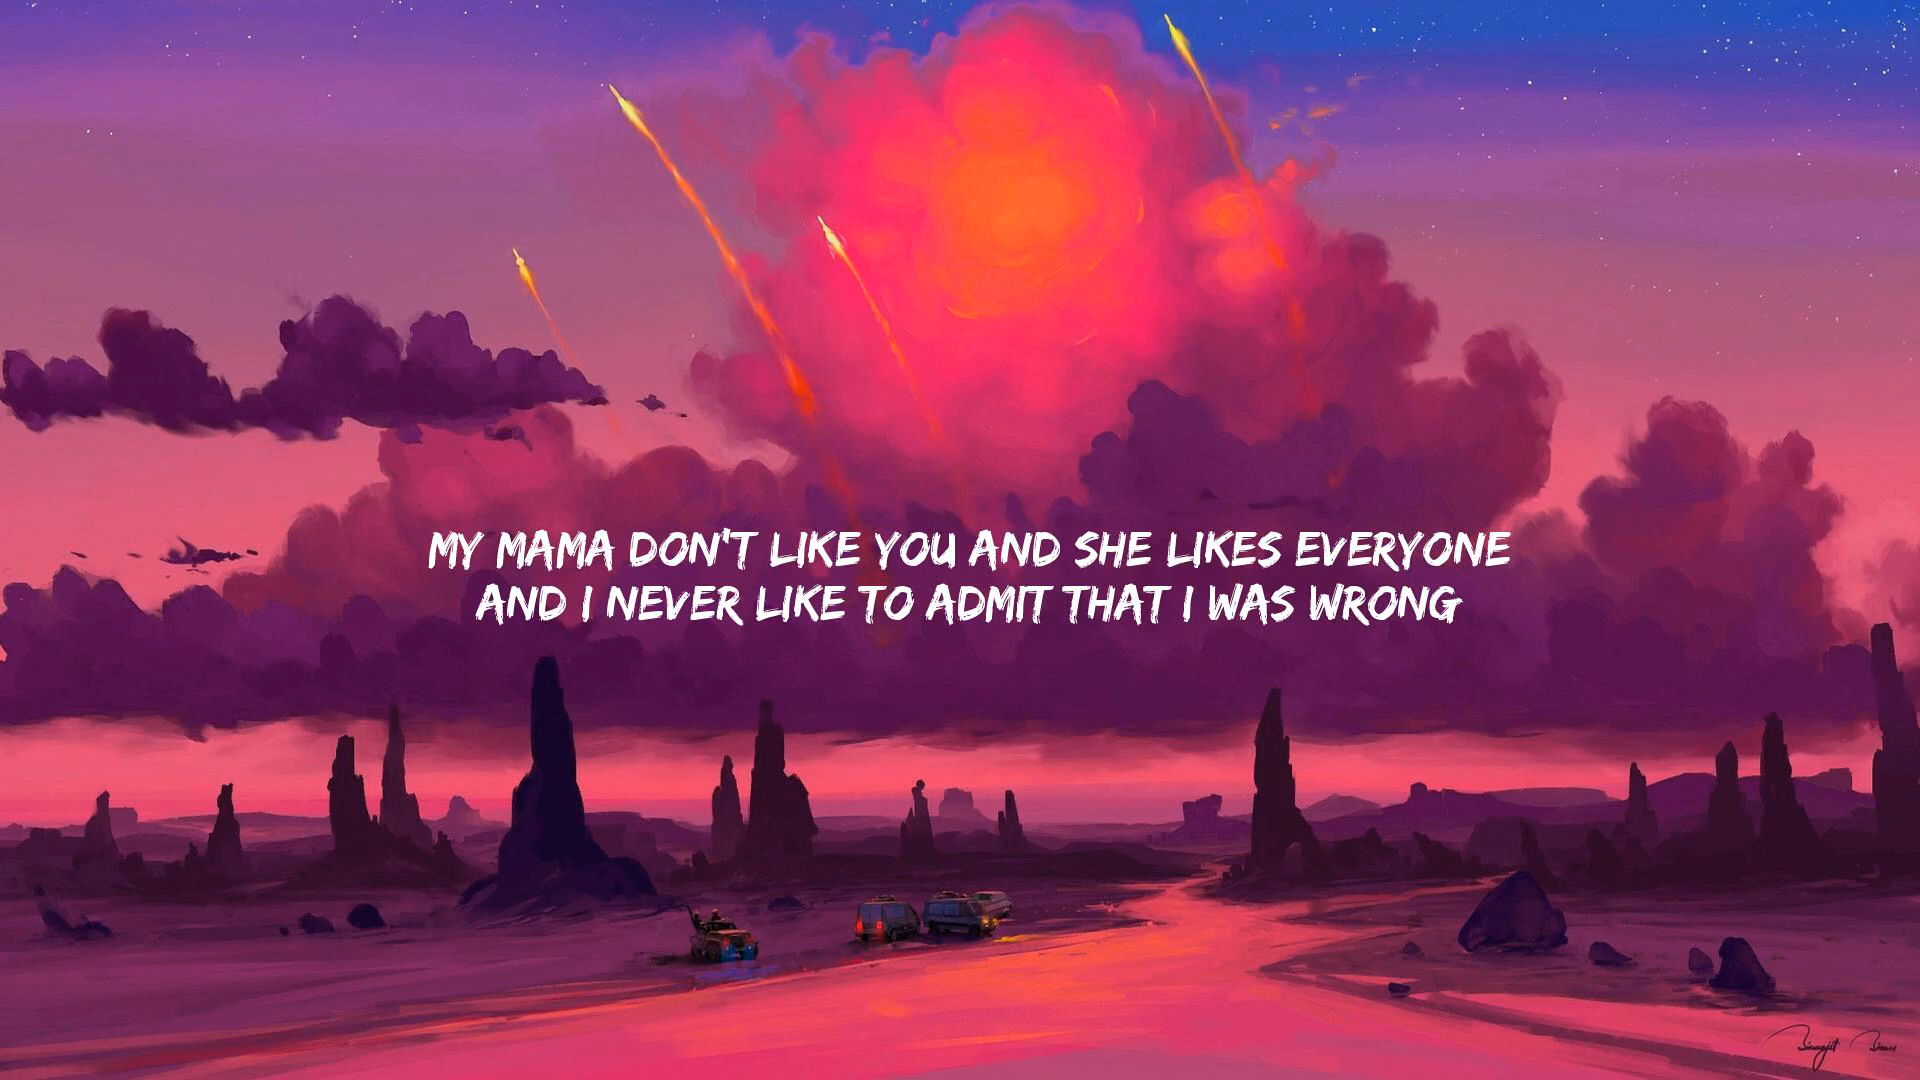 MY MAMA DON'T LIKE YOU AND SHE LIKES EVERYONE
AND I NEVER LIKE TO ADMIT THAT I WAS WRONG